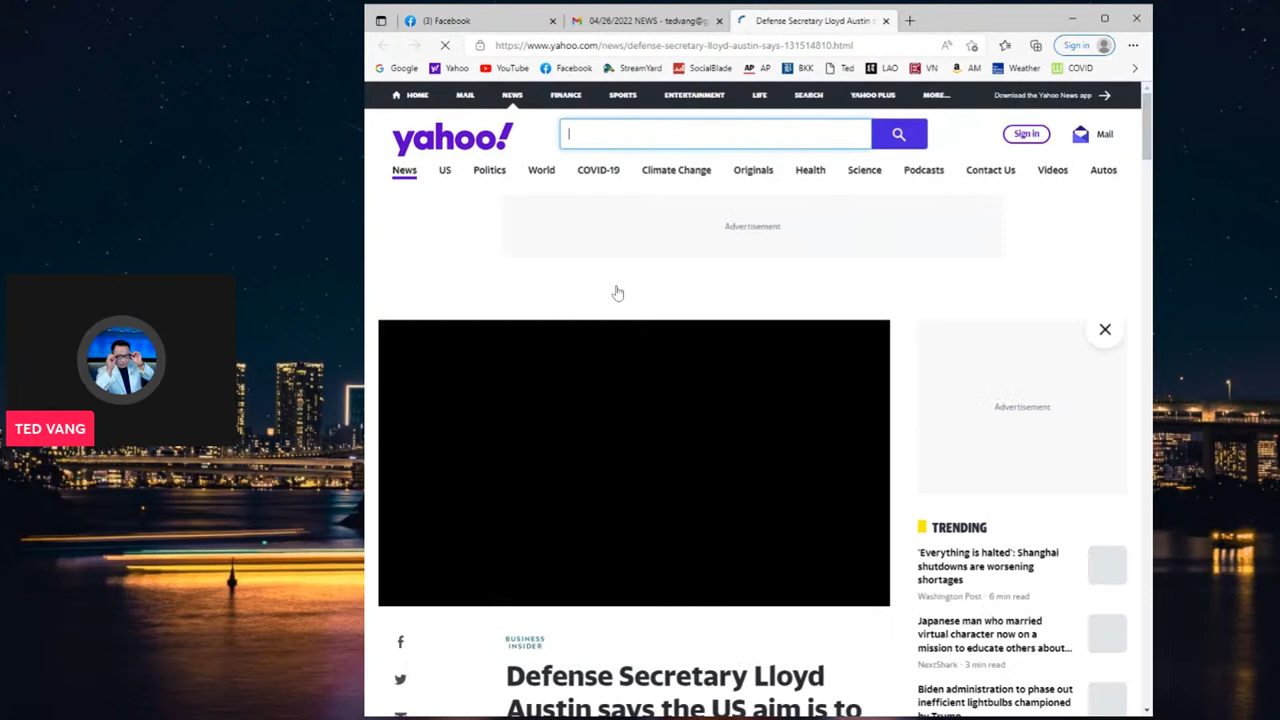 (3) Facebook
04/26/2022 NEWS - tedvang@g
Defense Secretary Lloyd Austin s
https://www.yahoo.com/news/defense-secretary-lloyd-austin-says-131514810.html
Sign in
Google
Yahoo
YouTube
Facebook
StreamYard
SocialBlade
AP AP
BKK
Ted
LAO
VN
AM
Weather
COVID
HOME
MAIL
NEWS
FINANCE
SPORTS
ENTERTAINMENT
LIFE
SEARCH
YAHOO PLUS
MORE...
Download the Yahoo News app
yahoo!
Sign in
Mail
News
US
Politics
World
COVID-19
Climate Change
Originals
Health
Science
Podcasts
Contact Us
Videos
Autos
Advertisement
Advertisement
TED VANG
TRENDING
'Everything is halted': Shanghai
shutdowns are worsening
shortages
Washington Post · 6 min read
Japanese man who married
virtual character now on a
mission to educate others about...
NextShark · 3 min read
Biden administration to phase out
inefficient lightbulbs championed
by Trump
BUSINESS
INSIDER
Defense Secretary Lloyd
Austin says the US aim is to